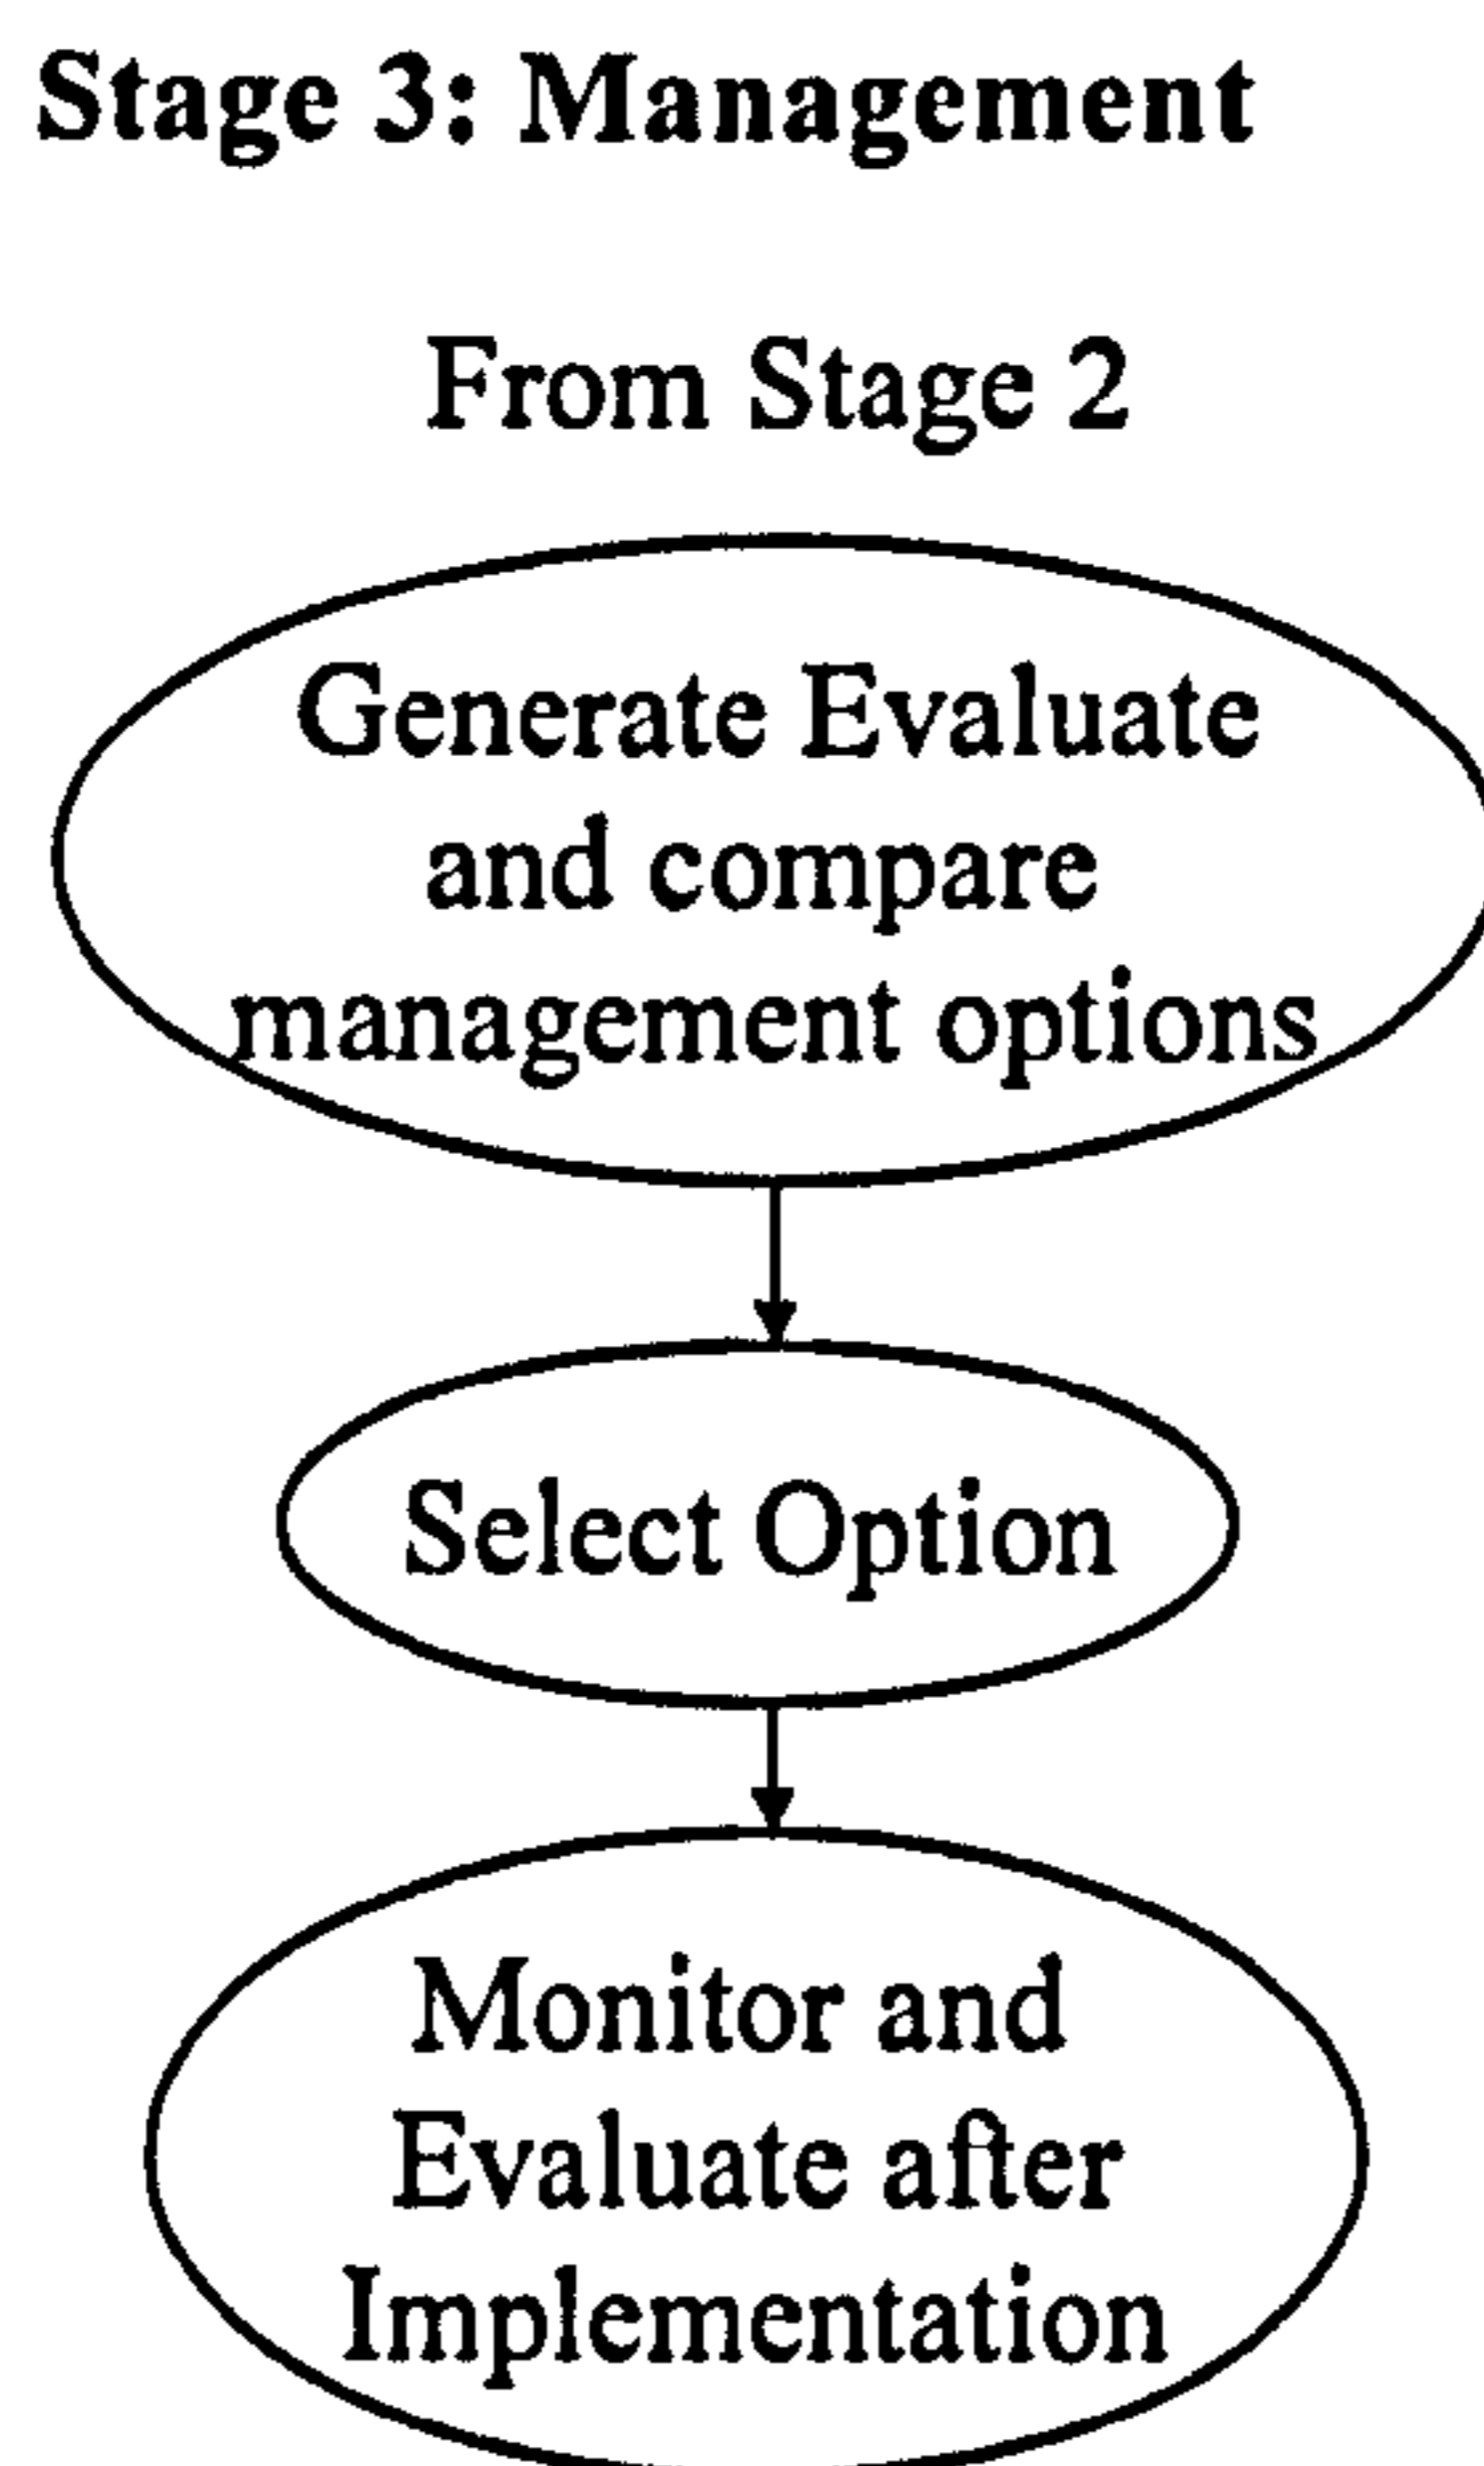 Stage 3: Management
From Stage 2
Generate Evaluate
and compare
management options
Select Option
Monitor and
Evaluate after
Implementation